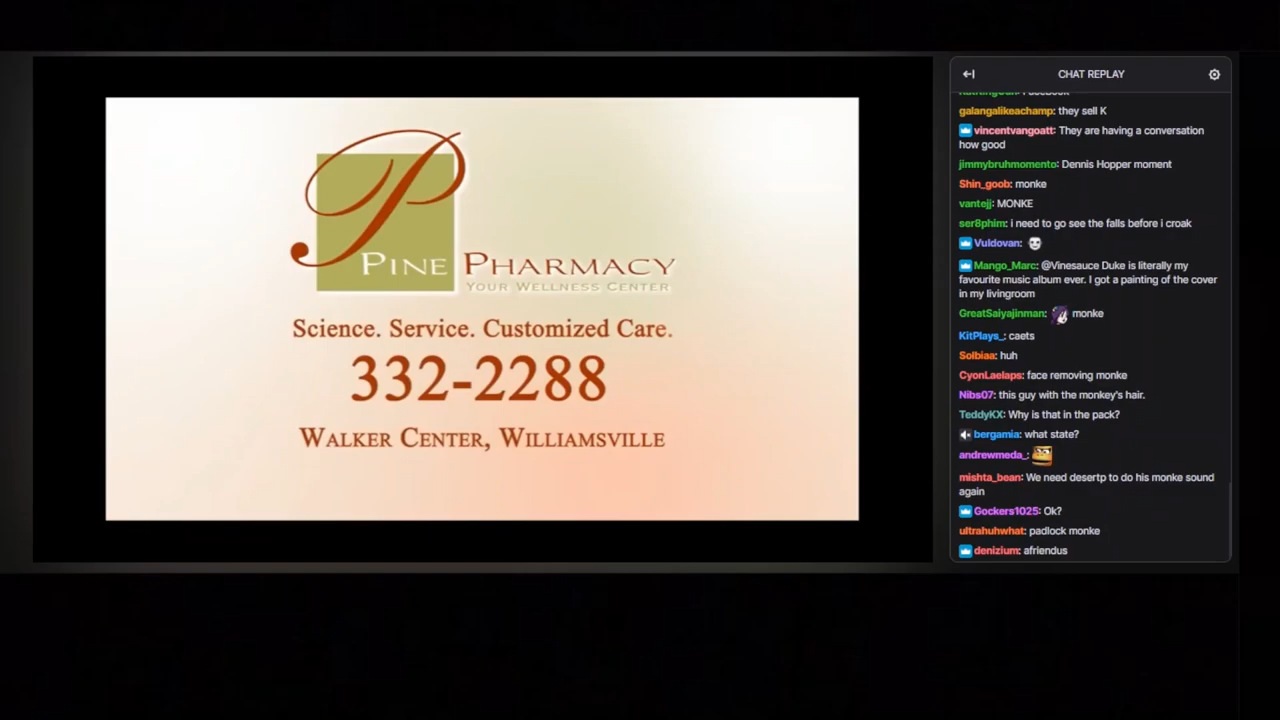 P
PINE PHARMACY
YOUR WELLNESS CENTER
Science. Service. Customized Care.
332-2288
WALKER CENTER, WILLIAMSVILLE
CHAT REPLAY
galangalikeachamp: they sell K
vincentvangoatt: They are having a conversation
how good
jimmybruhmomento: Dennis Hopper moment
Shin_goob: monke
vantejj: MONKE
ser8phim: i need to go see the falls before i croak
Vuldovan:
Mango_Marc: @Vinesauce Duke is literally my
favourite music album ever. I got a painting of the cover
in my livingroom
GreatSaiyajinman: monke
KitPlays_: caets
Solbiaa: huh
CyonLaelaps: face removing monke
Nibs07: this guy with the monkey's hair.
TeddyKX: Why is that in the pack?
bergamia: what state?
andrewmeda_:
mishta_bean: We need desertp to do his monke sound
again
Gockers1025: Ok?
ultrahuhwhat: padlock monke
denizium: afriendus